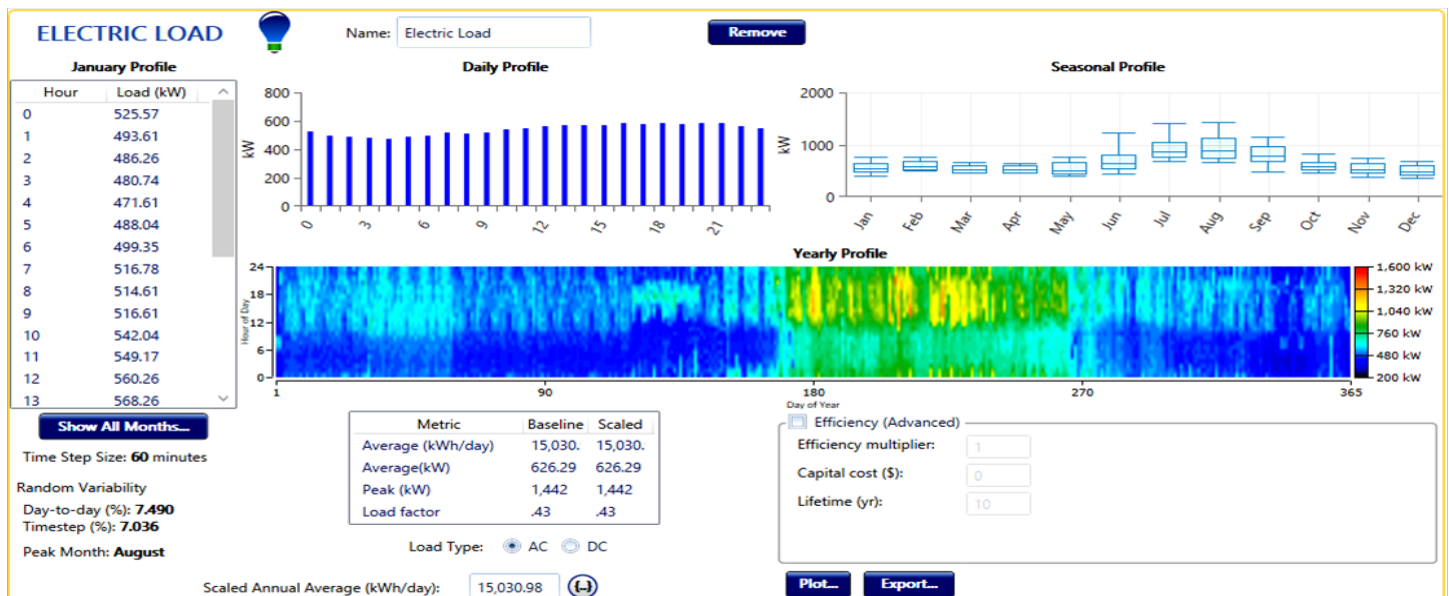 ELECTRIC LOAD
Name: Electric Load
Remove
January Profile
Hour Load (kW)
0 525.57
1 493.61
2 486.26
3 480.74
4 471.61
5 488.04
6 499.35
7 516.78
8 514.61
9 516.61
10 542.04
11 549.17
12 560.26
13 568.26
Show All Months...
Time Step Size: 60 minutes
Random Variability
Day-to-day (%): 7.490
Timestep (%): 7.036
Peak Month: August
Daily Profile
kW
800
600
400
200
0
0 3 6 9 12 15 18 21
Seasonal Profile
kW
2000
1000
0
Jan Feb Mar Apr May Jun Jul Aug Sep Oct Nov Dec
Yearly Profile
Hour of Day
24
18
12
6
0
1 90 180 270 365
Day of Year
1,600 kW
1,320 kW
1,040 kW
760 kW
480 kW
200 kW
Metric Baseline Scaled
Average (kWh/day) 15,030. 15,030.
Average(kW) 626.29 626.29
Peak (kW) 1,442 1,442
Load factor .43 .43
Load Type: AC DC
Scaled Annual Average (kWh/day): 15,030.98 {..}
Efficiency (Advanced)
Efficiency multiplier: 1
Capital cost ($): 0
Lifetime (yr): 10
Plot... Export...